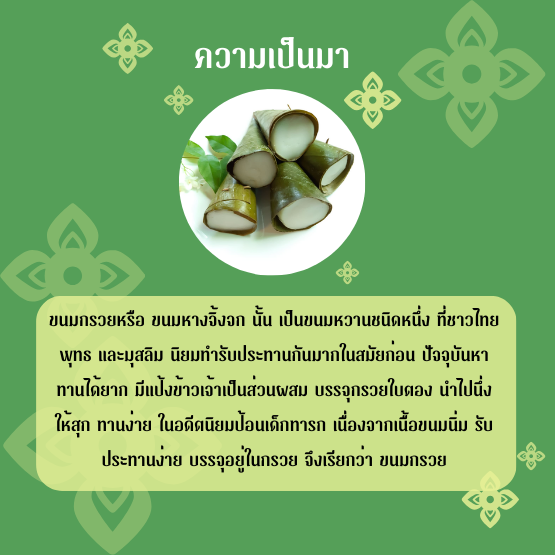 ความเป็นมา
ขนมกรวยหรือ ขนมหางจิ้งจก นั้น เป็นขนมหวานชนิดหนึ่ง ที่ชาวไทย
พุทธ และมุสลิม นิยมทำรับประทานกันมากในสมัยก่อน ปัจจุบันหา
ทานได้ยาก มีแป้งข้าวเจ้าเป็นส่วนผสม บรรจุกรวยใบตอง นำไปนึ่ง
ให้สุก ทานง่าย ในอดีตนิยมป้อนเด็กทารก เนื่องจากเนื้อขนมนิ่ม รับ
ประทานง่าย บรรจุอยู่ในกรวย จึงเรียกว่า ขนมกรวย